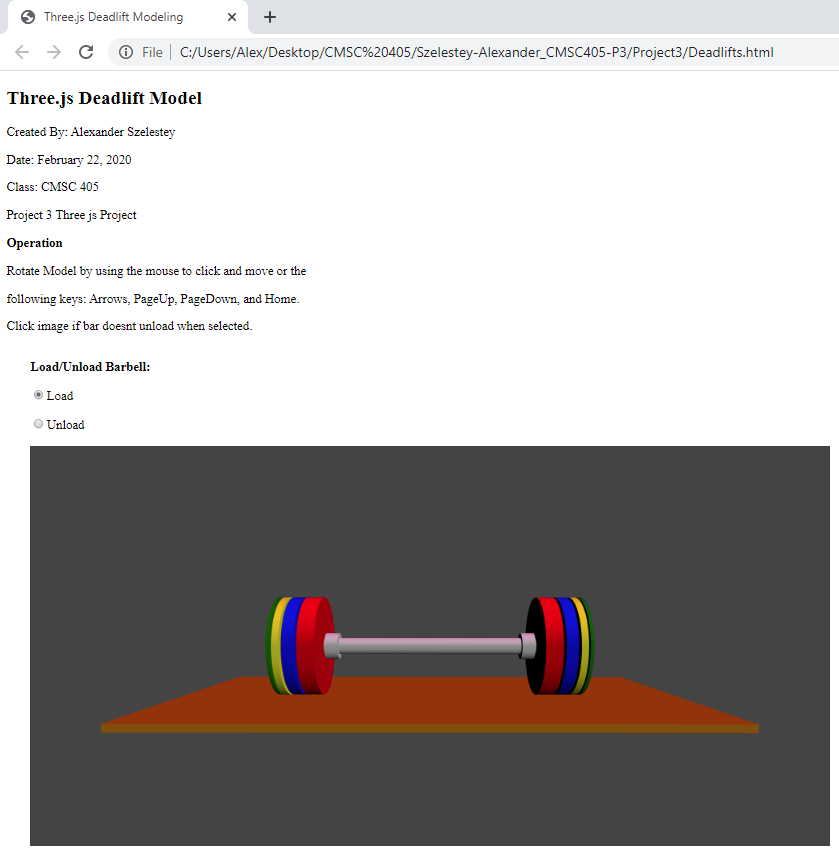 Three.js Deadlift Modeling
File C:/Users/Alex/Desktop/CMSC%20405/Szelestey-Alexander_CMSC405-P3/Project3/Deadlifts.html
Three.js Deadlift Model
Created By: Alexander Szelestey
Date: February 22, 2020
Class: CMSC 405
Project 3 Three js Project
Operation
Rotate Model by using the mouse to click and move or the
following keys: Arrows, PageUp, PageDown, and Home.
Click image if bar doesnt unload when selected.
Load/Unload Barbell:
Load
Unload